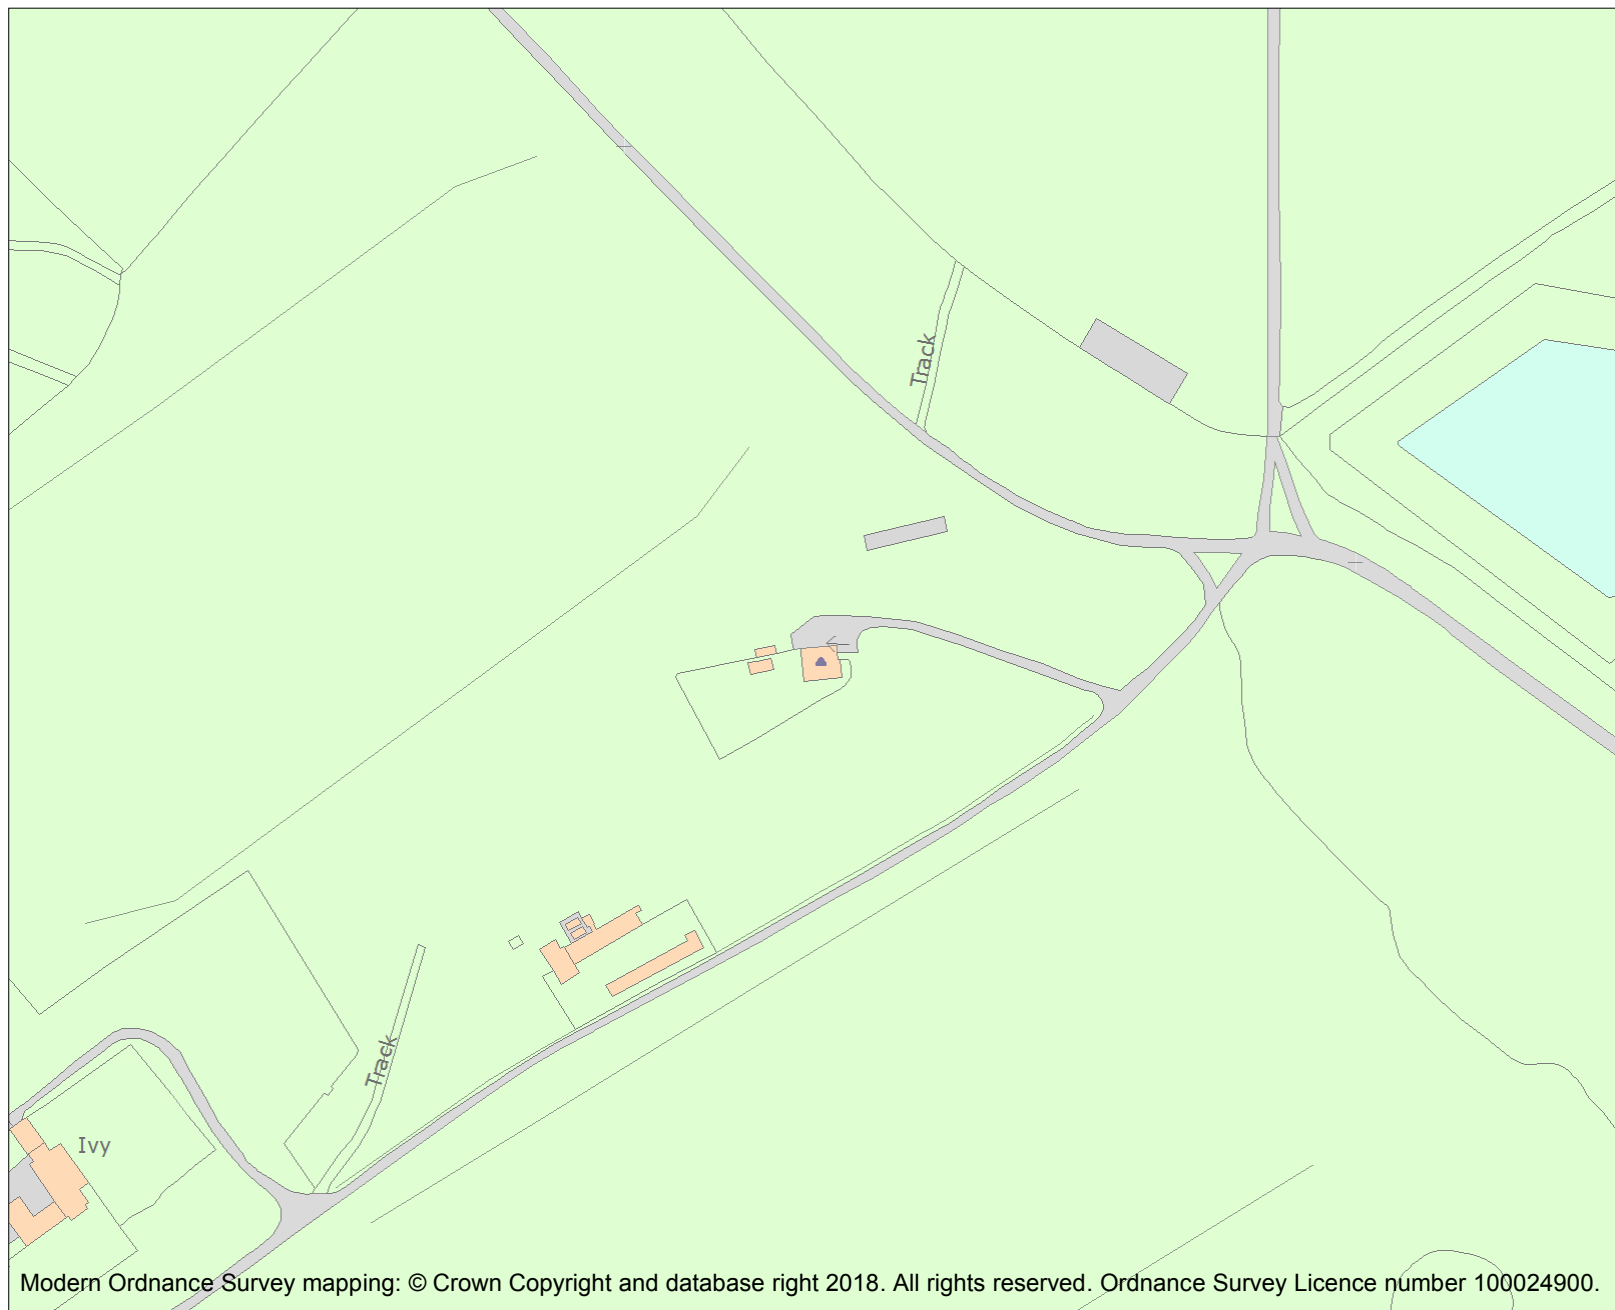 Track
Track
Ivy
Modern Ordnance Survey mapping: © Crown Copyright and database right 2018. All rights reserved. Ordnance Survey Licence number 100024900.